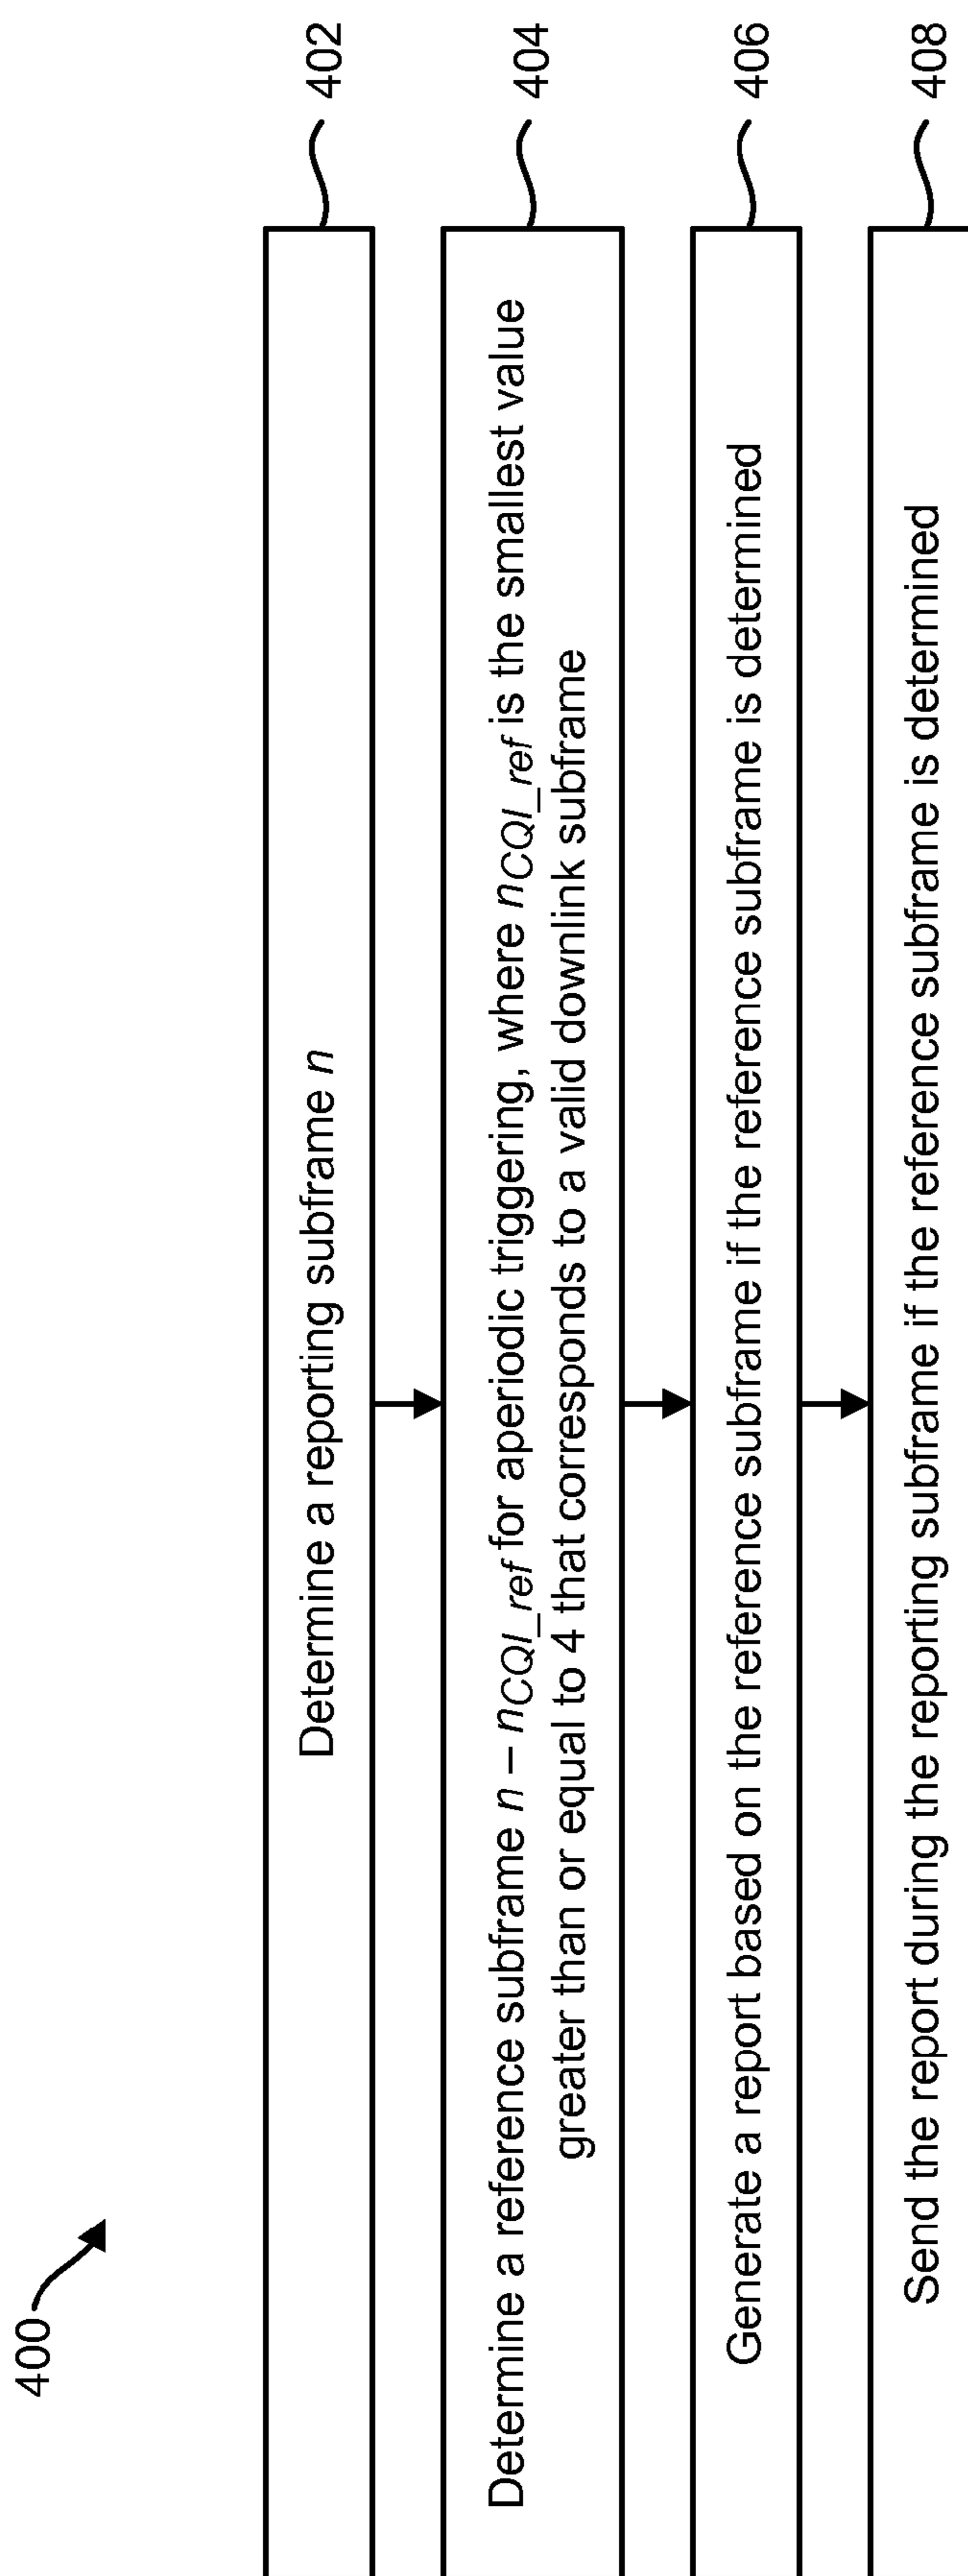 400
Determine a reporting subframe n
402
Determine a reference subframe n – nCQI_ref for aperiodic triggering, where nCQI_ref is the smallest value
greater than or equal to 4 that corresponds to a valid downlink subframe
404
Generate a report based on the reference subframe if the reference subframe is determined
406
Send the report during the reporting subframe if the reference subframe is determined
408